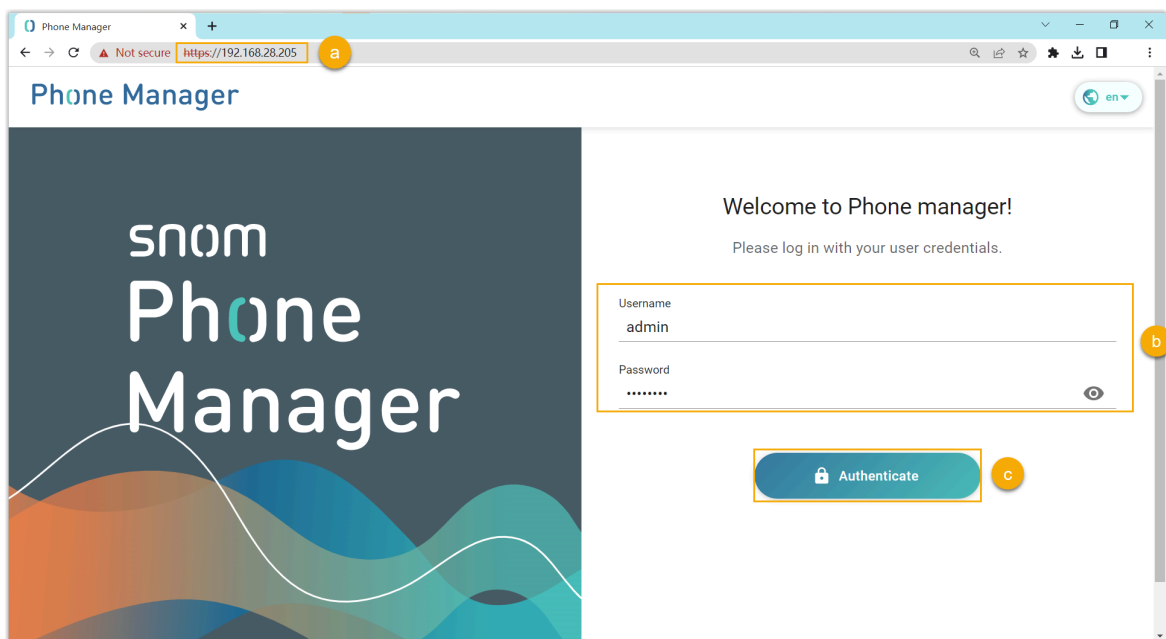 Phone Manager
Not secure https://192.168.28.205 a
Phone Manager
en
snom
Phone
Manager
Welcome to Phone manager!
Please log in with your user credentials.
Username
admin
b
Password
••••••••
Authenticate c